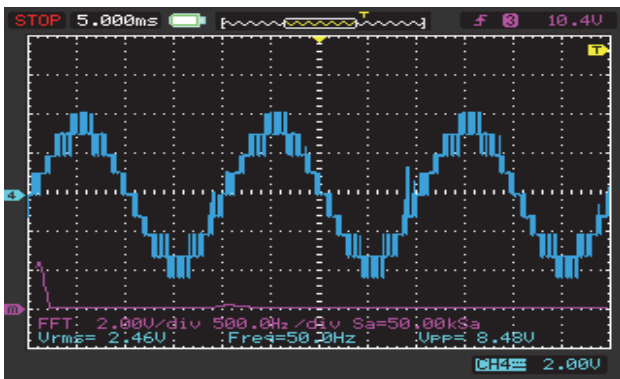 STOP 5.000ms T 3 10.4V
T
4
m
FFT 2.00V/div 500.0Hz/div Sa=50.00kSa
Vrms= 2.46V Freq=50.0Hz VPP= 8.48V
CH4 2.00V